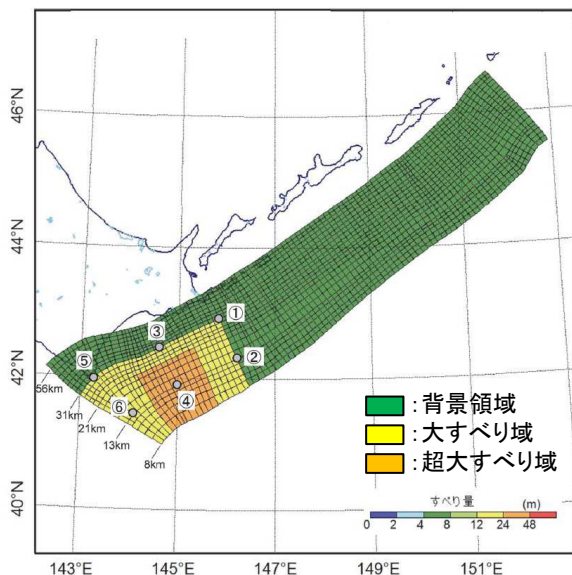 46°N
44°N
42°N
40°N
①
②
③
④
⑤
⑥
56km
31km
21km
13km
8km
：背景領域
：大すべり域
：超大すべり域
すべり量 (m)
0 2 4 8 12 24 48
143°E 145°E 147°E 149°E 151°E